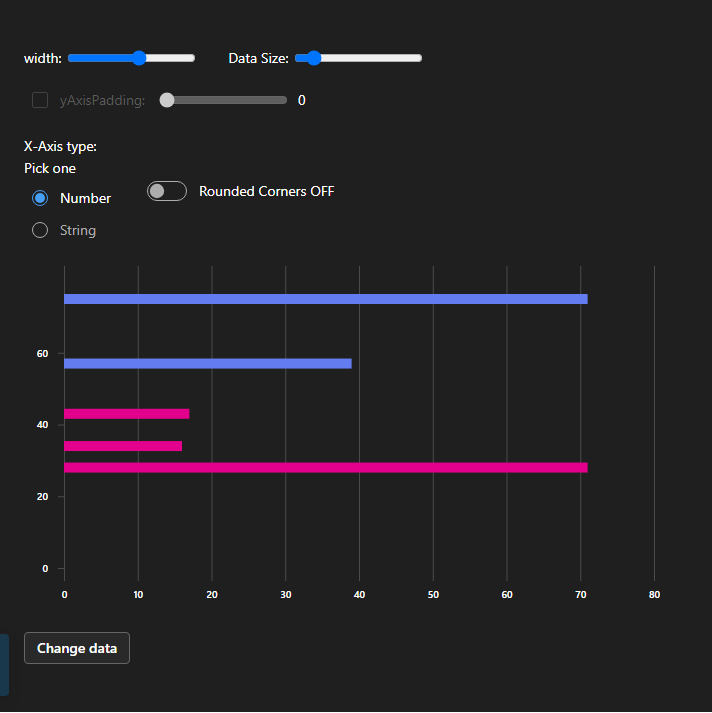 width: Data Size:
yAxisPadding: 0
X-Axis type:
Pick one
Number Rounded Corners OFF
String
60
40
20
0
0 10 20 30 40 50 60 70 80
Change data